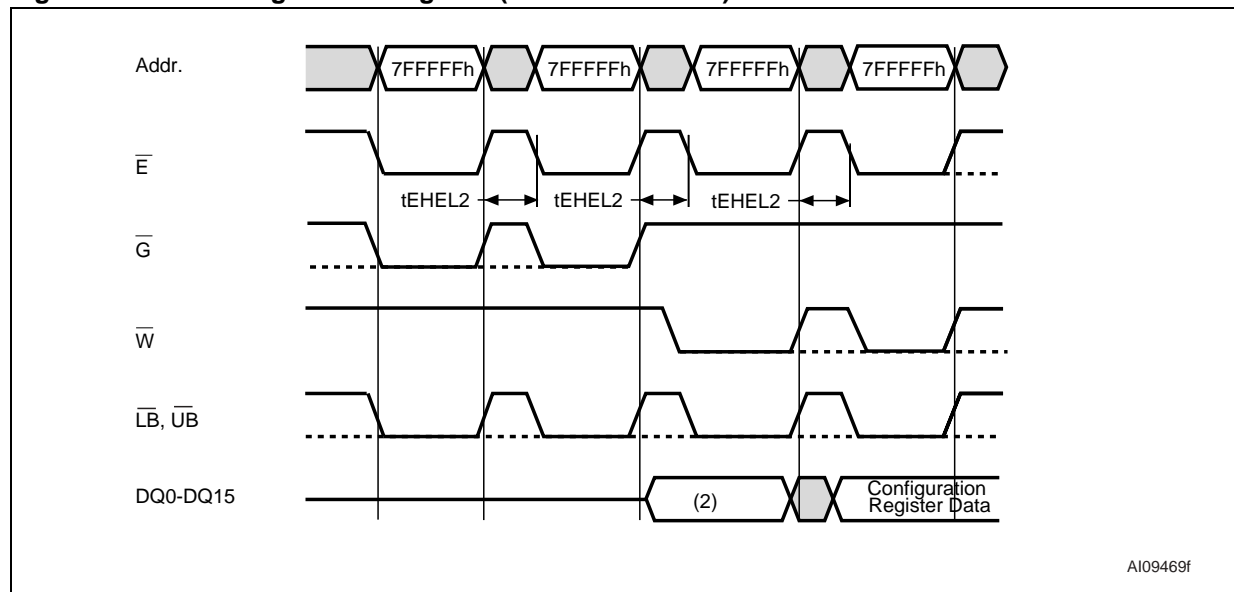 Addr.
7FFFFFh 7FFFFFh 7FFFFFh 7FFFFFh
E
tEHEL2 tEHEL2 tEHEL2
G
W
LB, UB
DQ0-DQ15
(2)
Configuration
Register Data
AI09469f